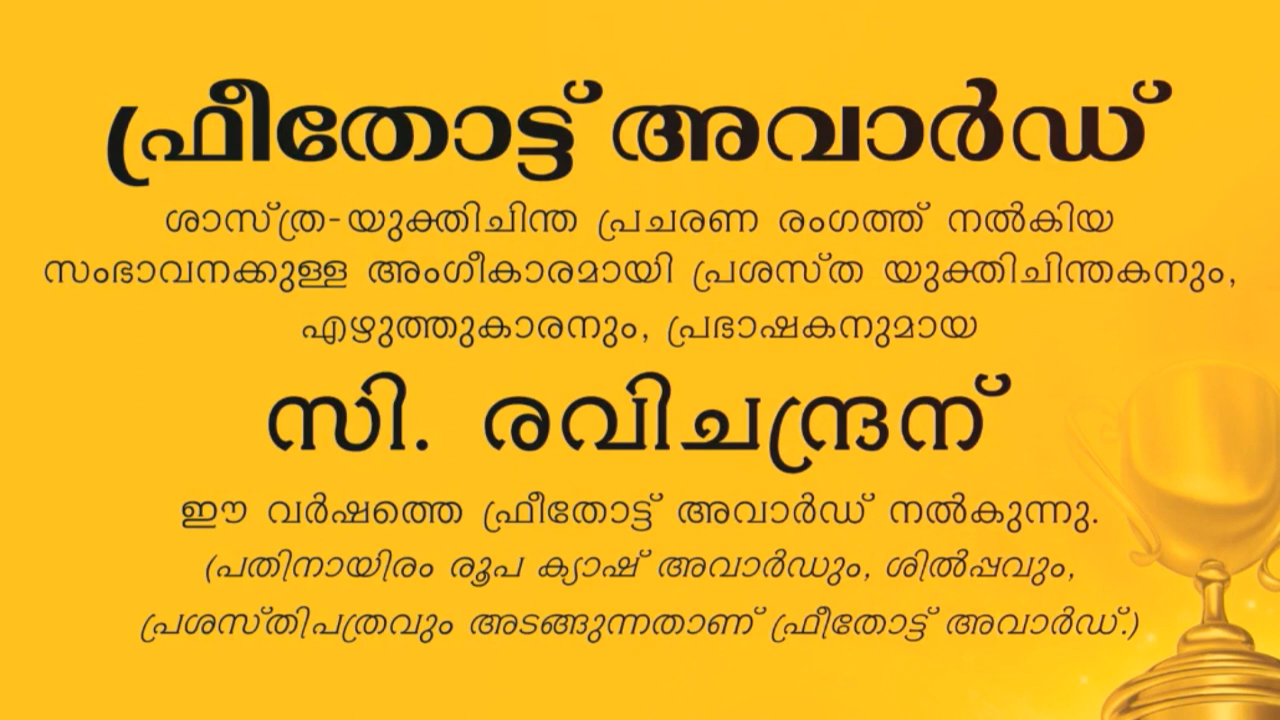 ഫ്രീതോട്ട് അവാർഡ്
ശാസ്ത്ര-യുക്തിചിന്ത പ്രചരണ രംഗത്ത് നൽകിയ
സംഭാവനക്കുള്ള അംഗീകാരമായി പ്രശസ്ത യുക്തിചിന്തകനും,
എഴുത്തുകാരനും, പ്രഭാഷകനുമായ
സി. രവിചന്ദ്രന്
ഈ വർഷത്തെ ഫ്രീതോട്ട് അവാർഡ് നൽകുന്നു.
(പതിനായിരം രൂപ ക്യാഷ് അവാർഡും, ശിൽപ്പവും,
പ്രശസ്തിപത്രവും അടങ്ങുന്നതാണ് ഫ്രീതോട്ട് അവാർഡ്.)